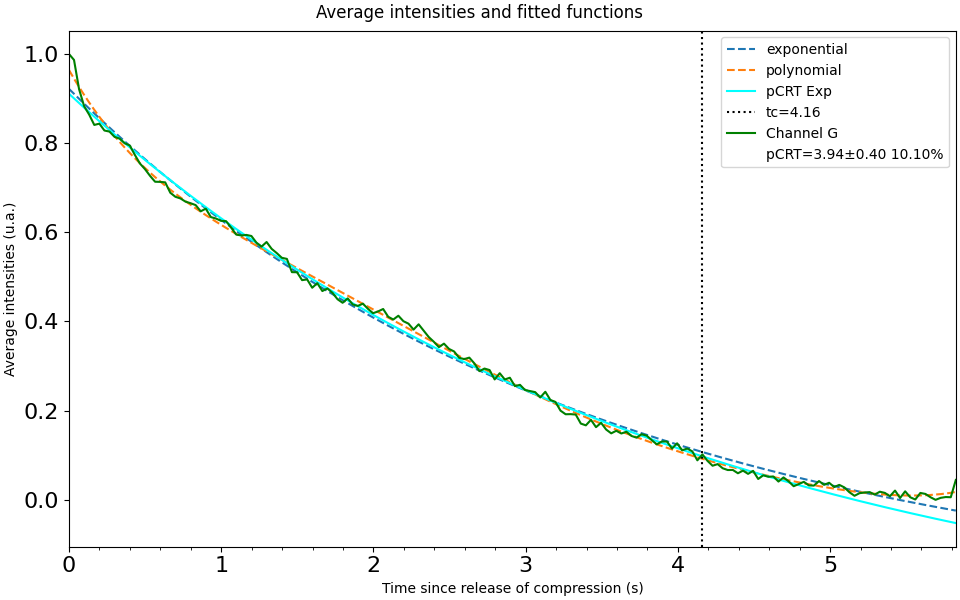 Average intensities and fitted functions
exponential
polynomial
pCRT Exp
tc=4.16
Channel G
pCRT=3.94±0.40 10.10%
Average intensities (u.a.)
1.0
0.8
0.6
0.4
0.2
0.0
0 1 2 3 4 5
Time since release of compression (s)